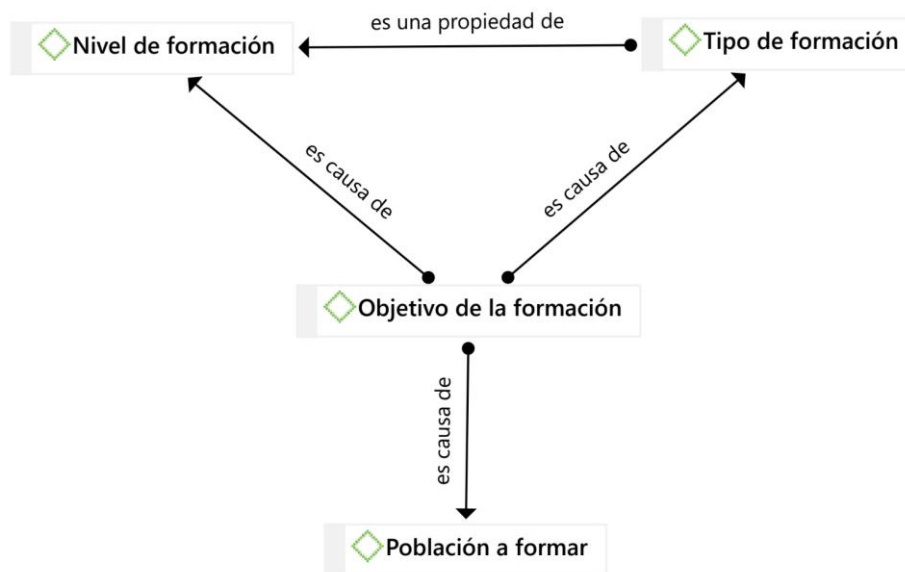 es una propiedad de
Nivel de formación
Tipo de formación
es causa de
es causa de
Objetivo de la formación
es causa de
Población a formar